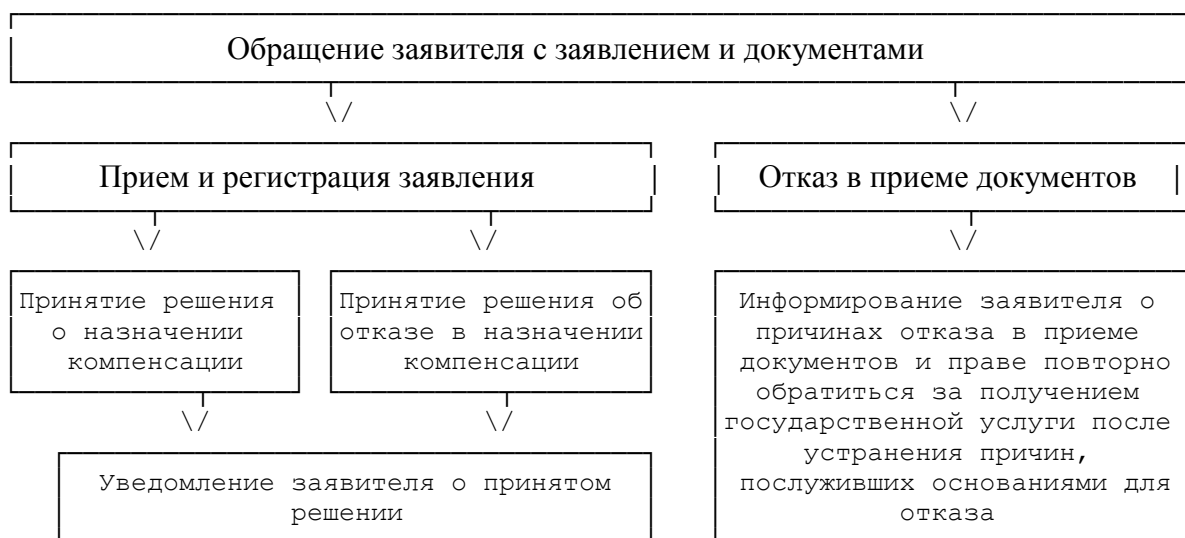 Обращение заявителя с заявлением и документами
Прием и регистрация заявления
Отказ в приеме документов
Принятие решения
о назначении
компенсации
Принятие решения об
отказе в назначении
компенсации
Информирование заявителя о
причинах отказа в приеме
документов и праве повторно
обратиться за получением
государственной услуги после
устранения причин,
послуживших основаниями для
отказа
Уведомление заявителя о принятом
решении